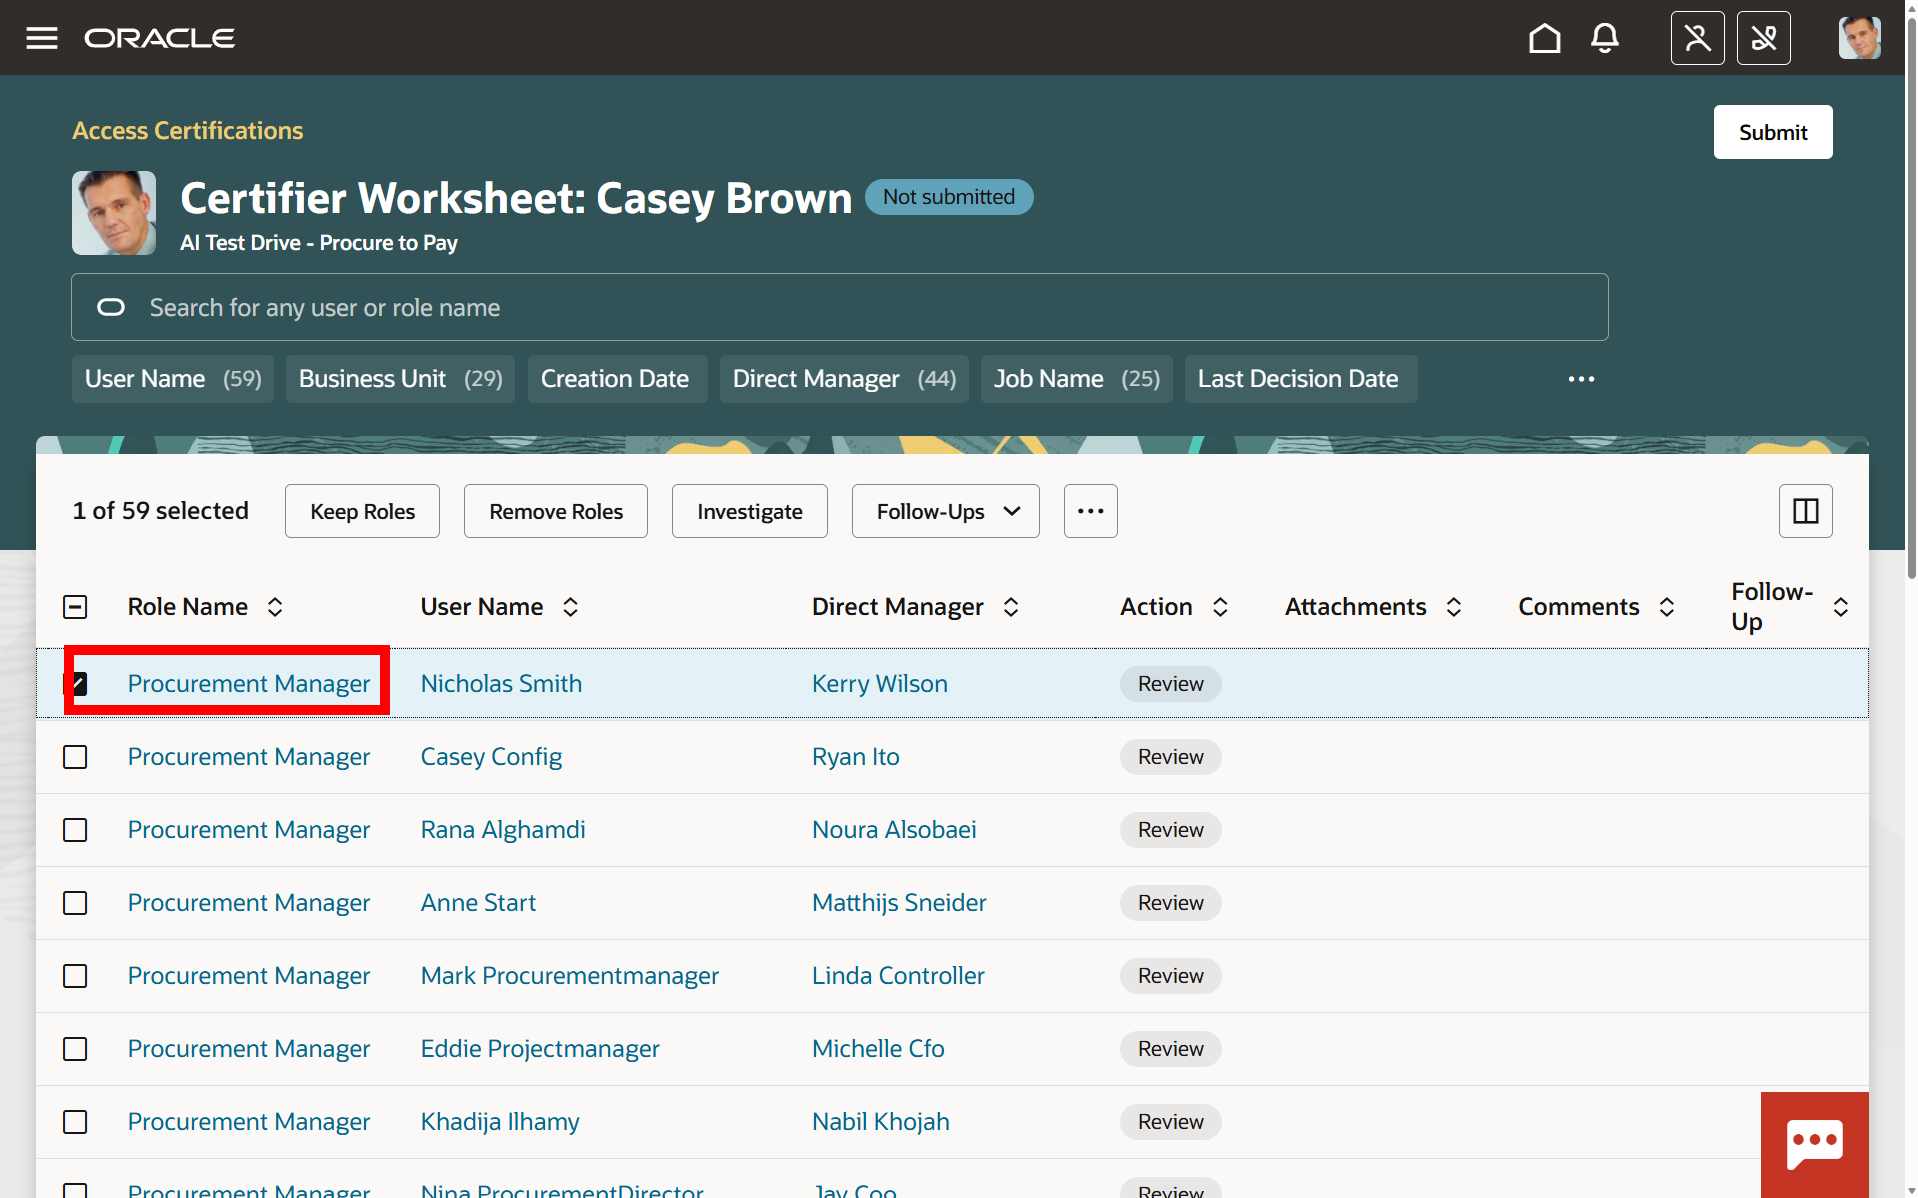 ORACLE
Access Certifications
Submit
Certifier Worksheet: Casey Brown
Not submitted
AI Test Drive - Procure to Pay
Search for any user or role name
User Name (59)
Business Unit (29)
Creation Date
Direct Manager (44)
Job Name (25)
Last Decision Date
1 of 59 selected
Keep Roles
Remove Roles
Investigate
Follow-Ups
Role Name
User Name
Direct Manager
Action
Attachments
Comments
Follow-
Up
Procurement Manager Nicholas Smith Kerry Wilson Review
Procurement Manager Casey Config Ryan Ito Review
Procurement Manager Rana Alghamdi Noura Alsobaei Review
Procurement Manager Anne Start Matthijs Sneider Review
Procurement Manager Mark Procurementmanager Linda Controller Review
Procurement Manager Eddie Projectmanager Michelle Cfo Review
Procurement Manager Khadija Ilhamy Nabil Khojah Review
Procurement Manager Nina ProcurementDirector Jay Coo Review